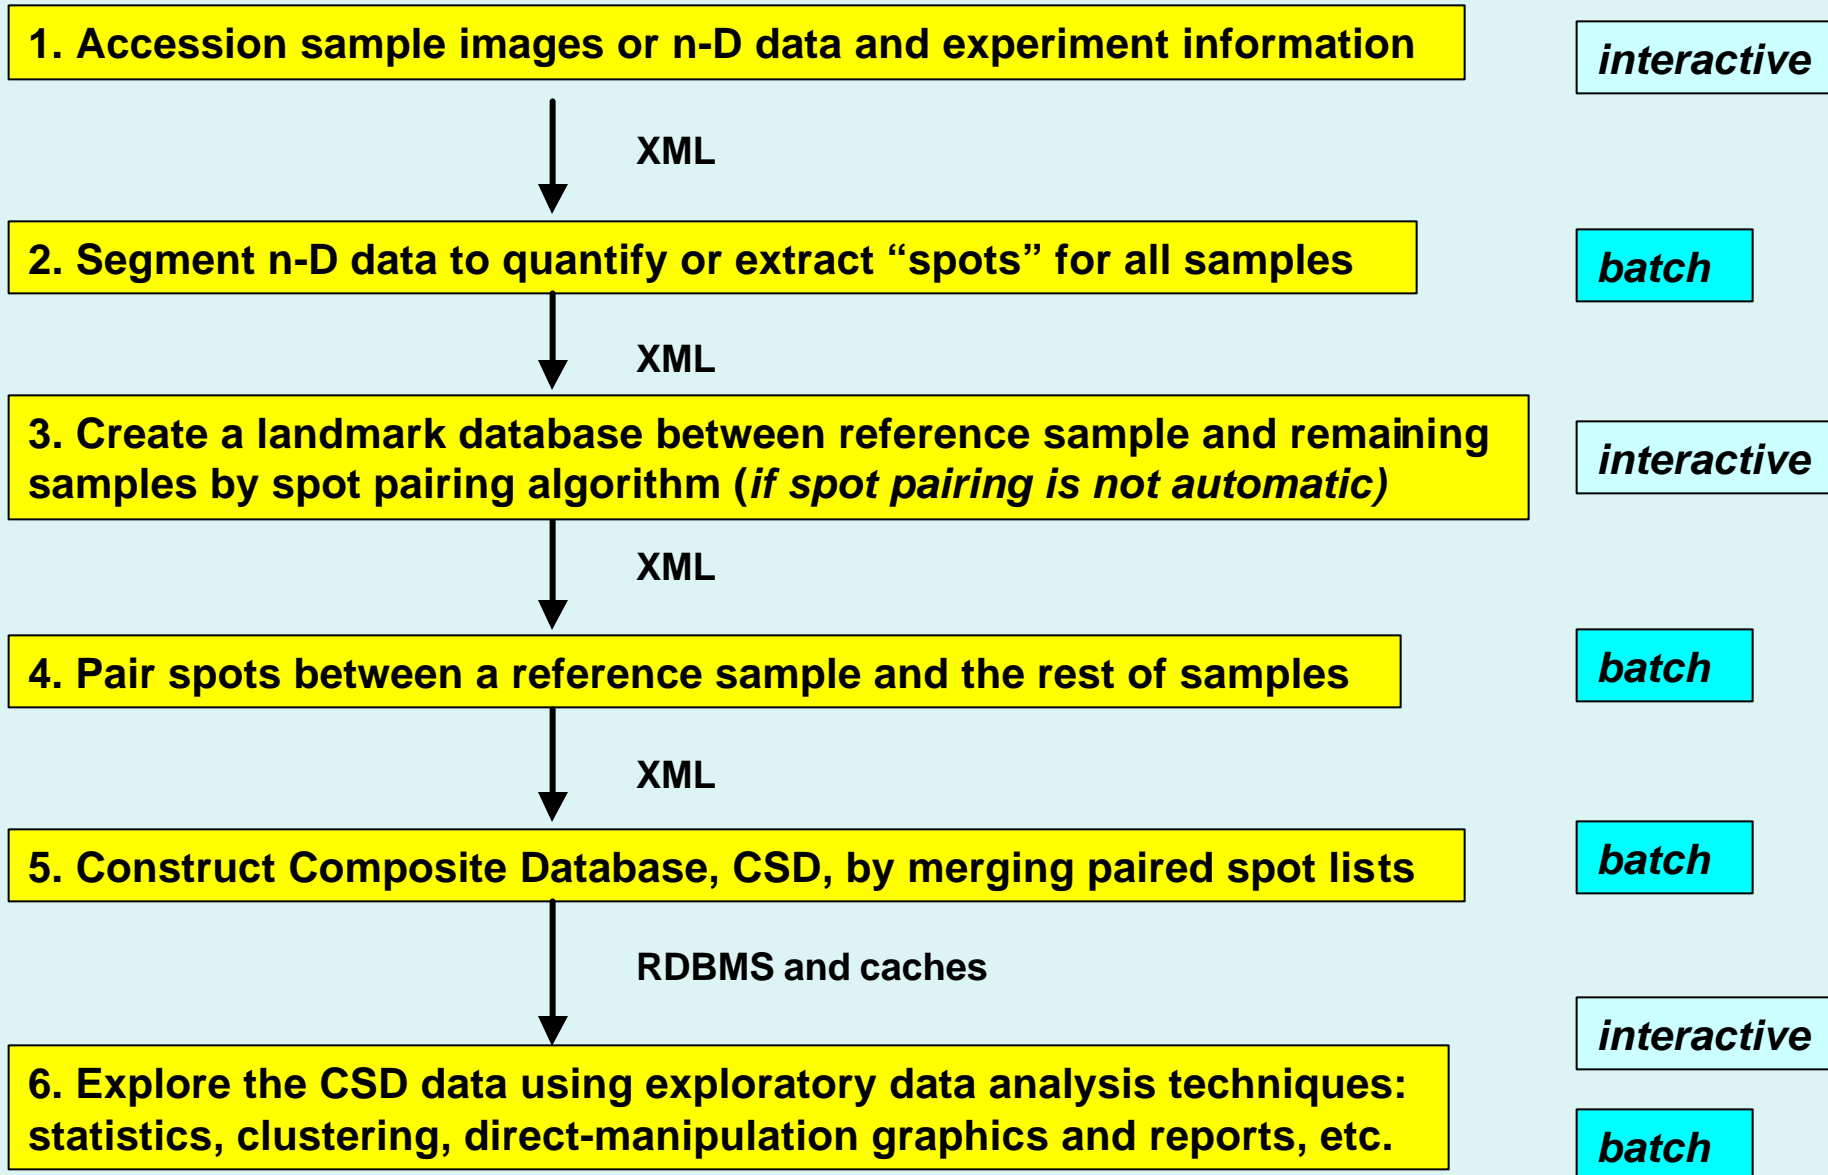 1. Accession sample images or n-D data and experiment information
interactive
XML
2. Segment n-D data to quantify or extract “spots” for all samples
batch
XML
3. Create a landmark database between reference sample and remaining
samples by spot pairing algorithm (if spot pairing is not automatic)
interactive
XML
4. Pair spots between a reference sample and the rest of samples
batch
XML
5. Construct Composite Database, CSD, by merging paired spot lists
batch
RDBMS and caches
interactive
6. Explore the CSD data using exploratory data analysis techniques:
statistics, clustering, direct-manipulation graphics and reports, etc.
batch